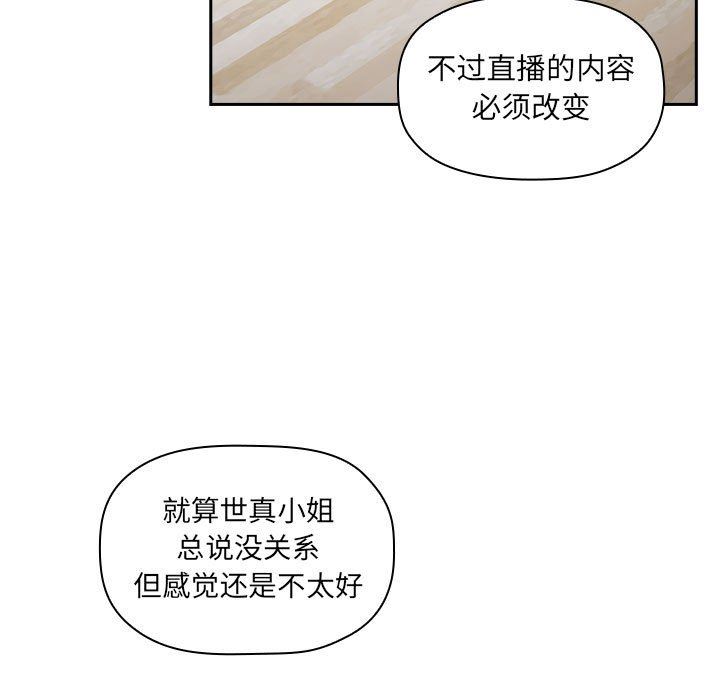 不过直播的内容
必须改变
就算世真小姐
总说没关系
但感觉还是不太好